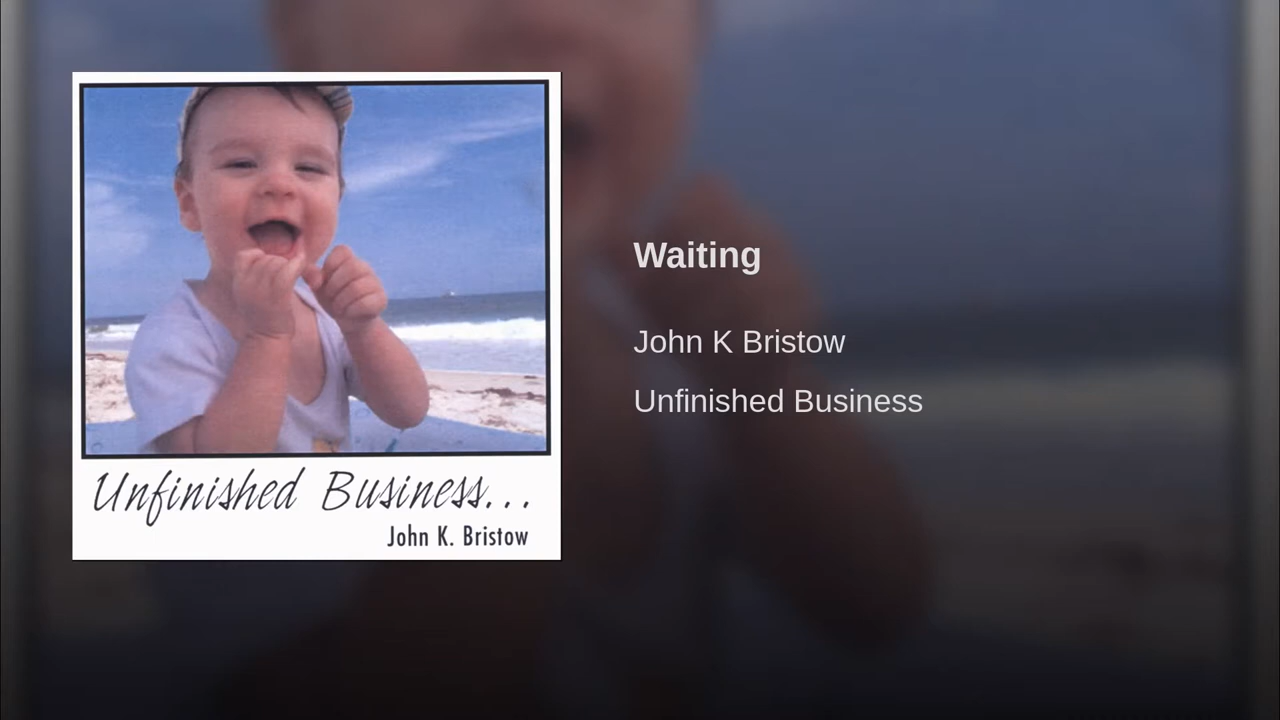 Waiting
John K Bristow
Unfinished Business
Unfinished Business...
John K. Bristow